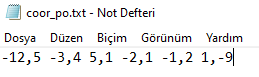 coor_po.txt - Not Defteri
Dosya Düzen Biçim Görünüm Yardım
-12,5 -3,4 5,1 -2,1 -1,2 1,-9